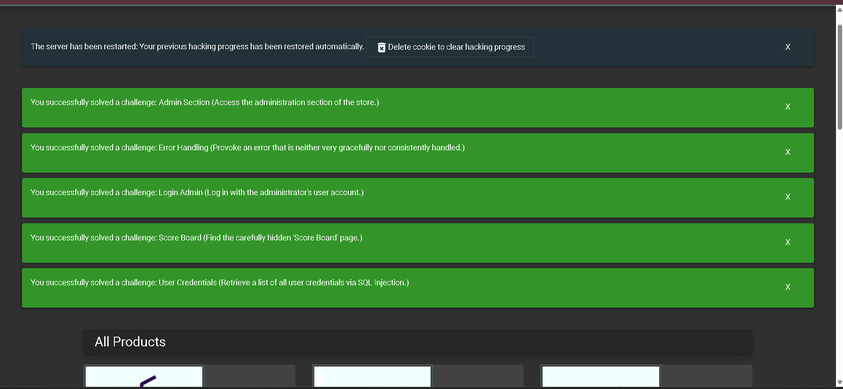 The server has been restarted: Your previous hacking progress has been restored automatically. Delete cookie to clear hacking progress X
You successfully solved a challenge: Admin Section (Access the administration section of the store.) X
You successfully solved a challenge: Error Handling (Provoke an error that is neither very gracefully nor consistently handled.) X
You successfully solved a challenge: Login Admin (Log in with the administrator's user account.) X
You successfully solved a challenge: Score Board (Find the carefully hidden 'Score Board' page.) X
You successfully solved a challenge: User Credentials (Retrieve a list of all user credentials via SQL Injection.) X
All Products